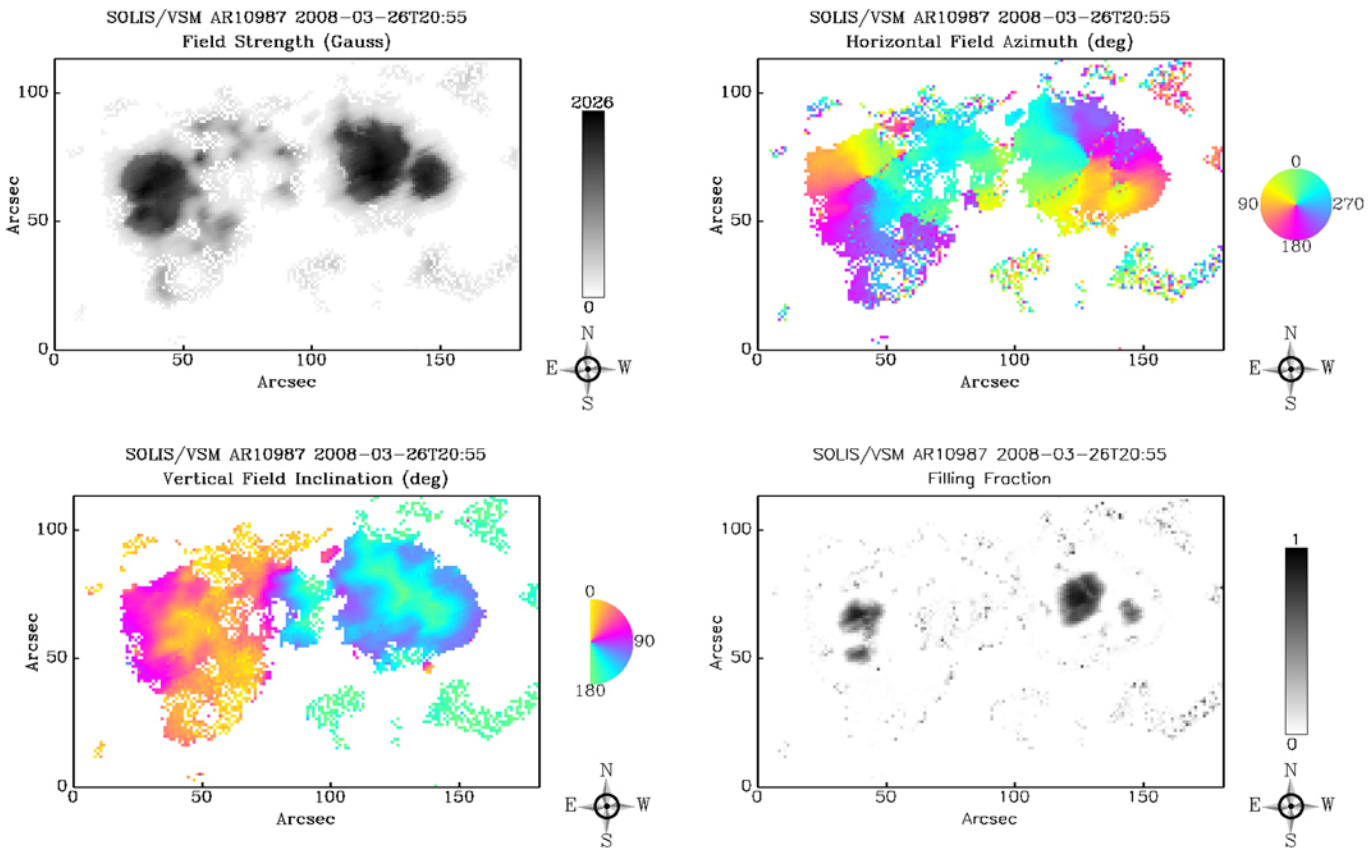 SOLIS/VSM AR10987 2008-03-26T20:55
Field Strength (Gauss)
100
50
0
Arcsec
0 50 100 150
Arcsec
2026
0
N
E W
S
SOLIS/VSM AR10987 2008-03-26T20:55
Horizontal Field Azimuth (deg)
100
50
0
Arcsec
0 50 100 150
Arcsec
0
90 270
180
N
E W
S
SOLIS/VSM AR10987 2008-03-26T20:55
Vertical Field Inclination (deg)
100
50
0
Arcsec
0 50 100 150
Arcsec
0
90
180
N
E W
S
SOLIS/VSM AR10987 2008-03-26T20:55
Filling Fraction
100
50
0
Arcsec
0 50 100 150
Arcsec
1
0
N
E W
S